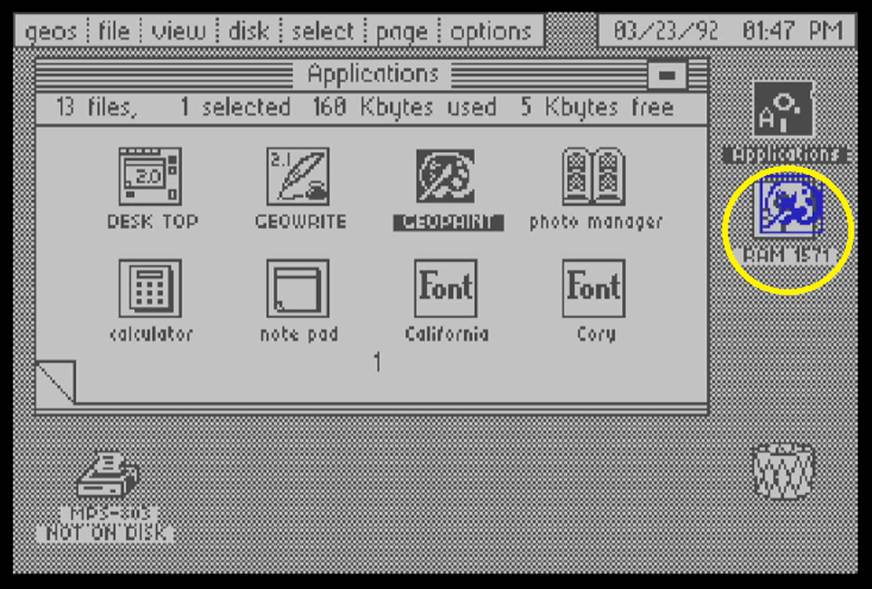 geos file view disk select page options 03/23/92 01:47 PM
Applications
13 files, 1 selected 160 Kbytes used 5 Kbytes free
2.0 2.1
DESK TOP GEOWRITE GEOPAINT photo manager
Applications
RAM 1571
Font Font
calculator note pad California Cory
1
MPS-803
NOT ON DISK